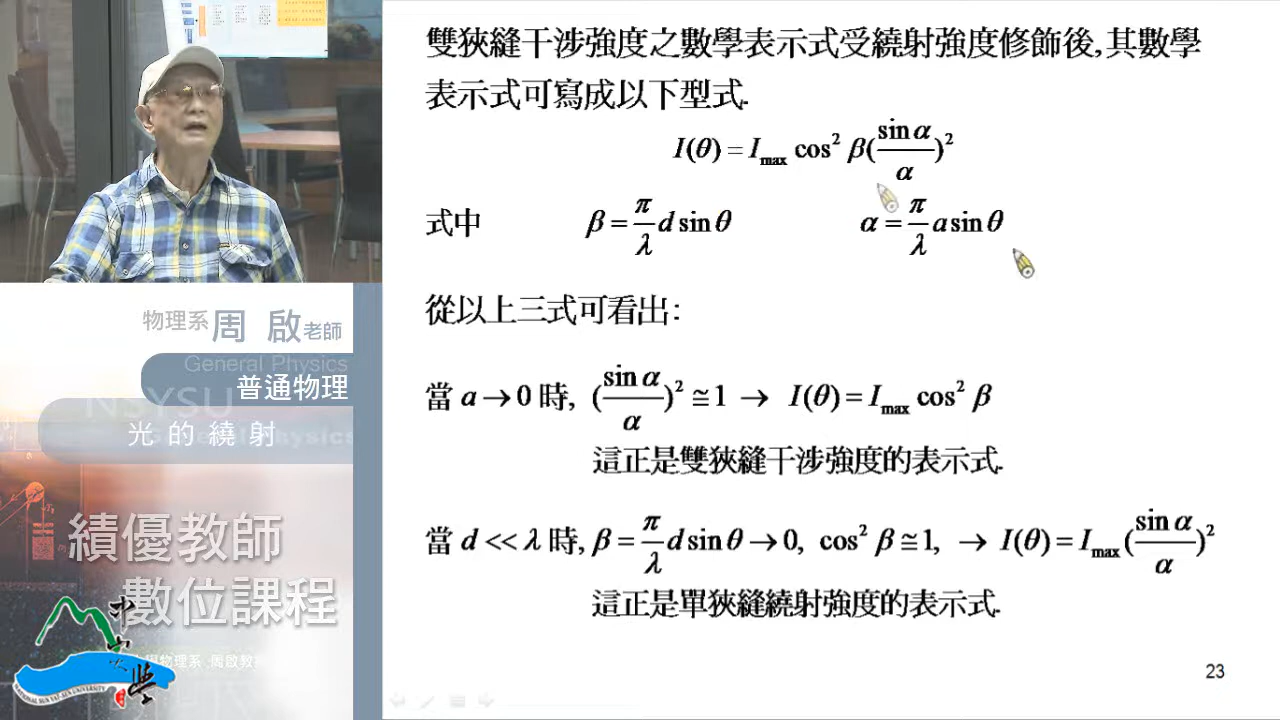 雙狹縫干涉強度之數學表示式受繞射強度修飾後,其數學
表示式可寫成以下型式.
I(θ) = I_max cos² β(sin α / α)²
式中 β = π/λ d sin θ α = π/λ a sin θ
從以上三式可看出:
當 a → 0 時, (sin α / α)² ≅ 1 → I(θ) = I_max cos² β
這正是雙狹縫干涉強度的表示式.
當 d << λ 時, β = π/λ d sin θ → 0, cos² β ≅ 1, → I(θ) = I_max (sin α / α)²
這正是單狹縫繞射強度的表示式.
23
物理系 周 啟 老師
General Physics
普通物理
NSYSU
光的繞射
績優教師
數位課程